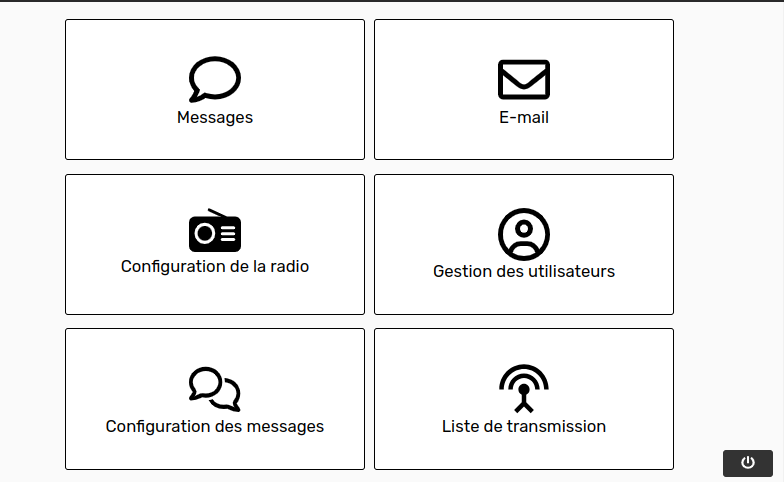 Messages
E-mail
Configuration de la radio
Gestion des utilisateurs
Configuration des messages
Liste de transmission